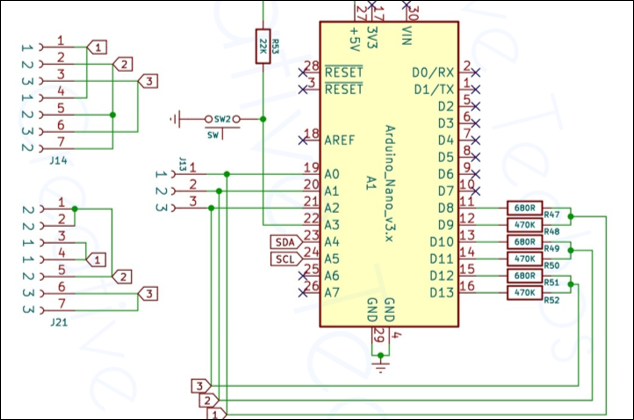 27 17 30
+5V 3V3 VIN
R53
22K
1 1 1
2 2 2
3 3 3
1 4
2 5
3 6
2 7
J14
SW2
SW
J13
1 1
2 2
3 3
2 1
2 2
1 3
1 4 1
2 5 2
3 6 3
3 7
J21
28 RESET
3 RESET
18 AREF
19 A0
20 A1
21 A2
22 A3
SDA 23 A4
SCL 24 A5
25 A6
26 A7
Arduino_Nano_v3.x
A1
D0/RX 2
D1/TX 1
D2 5
D3 6
D4 7
D5 8
D6 9
D7 10
D8 11 680R R47
D9 12 470K R48
D10 13 680R R49
D11 14 470K R50
D12 15 680R R51
D13 16 470K R52
GND GND
29 4
3
2
1